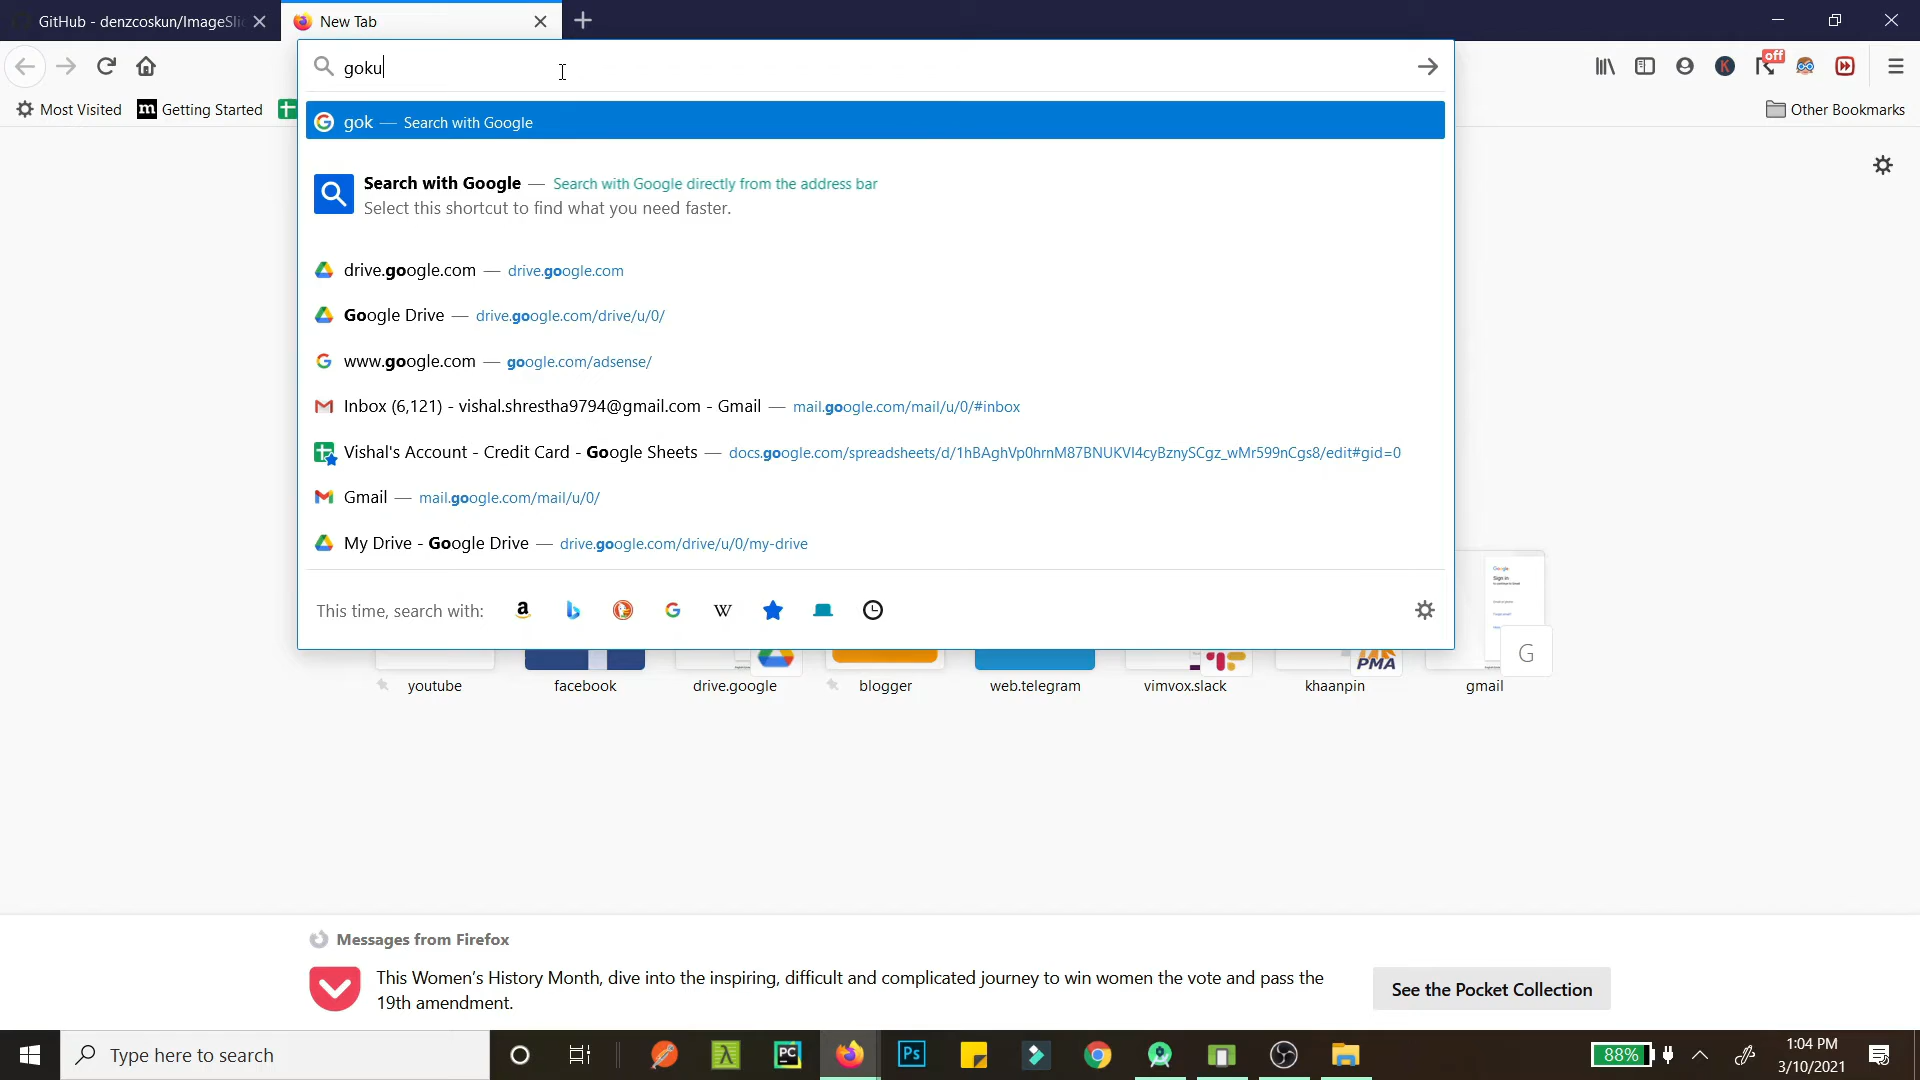 GitHub - denzcoskun/ImageSli
New Tab
goku
off
Most Visited
m Getting Started
Other Bookmarks
gok — Search with Google
Search with Google — Search with Google directly from the address bar
Select this shortcut to find what you need faster.
drive.google.com — drive.google.com
Google Drive — drive.google.com/drive/u/0/
www.google.com — google.com/adsense/
Inbox (6,121) - vishal.shrestha9794@gmail.com - Gmail — mail.google.com/mail/u/0/#inbox
Vishal's Account - Credit Card - Google Sheets — docs.google.com/spreadsheets/d/1hBAghVp0hrnM87BNUKVI4cyBznySCgz_wMr599nCgs8/edit#gid=0
Gmail — mail.google.com/mail/u/0/
My Drive - Google Drive — drive.google.com/drive/u/0/my-drive
This time, search with:
Google
Sign in
G
PMA
youtube
facebook
drive.google
blogger
web.telegram
vimvox.slack
khaanpin
gmail
Messages from Firefox
This Women's History Month, dive into the inspiring, difficult and complicated journey to win women the vote and pass the
19th amendment.
See the Pocket Collection
Type here to search
PC
Ps
88%
1:04 PM
3/10/2021